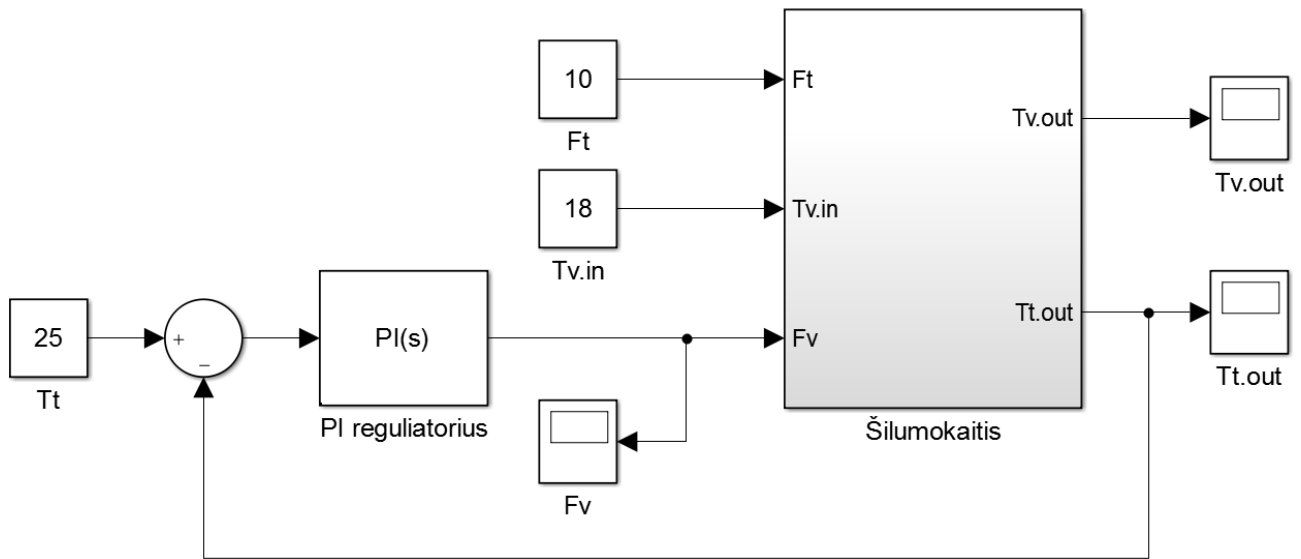 10
Ft
Ft
Tv.out
Tv.out
18
Tv.in
Tv.in
25
Tt
+
−
PI(s)
PI reguliatorius
Fv
Fv
Tt.out
Tt.out
Šilumokaitis